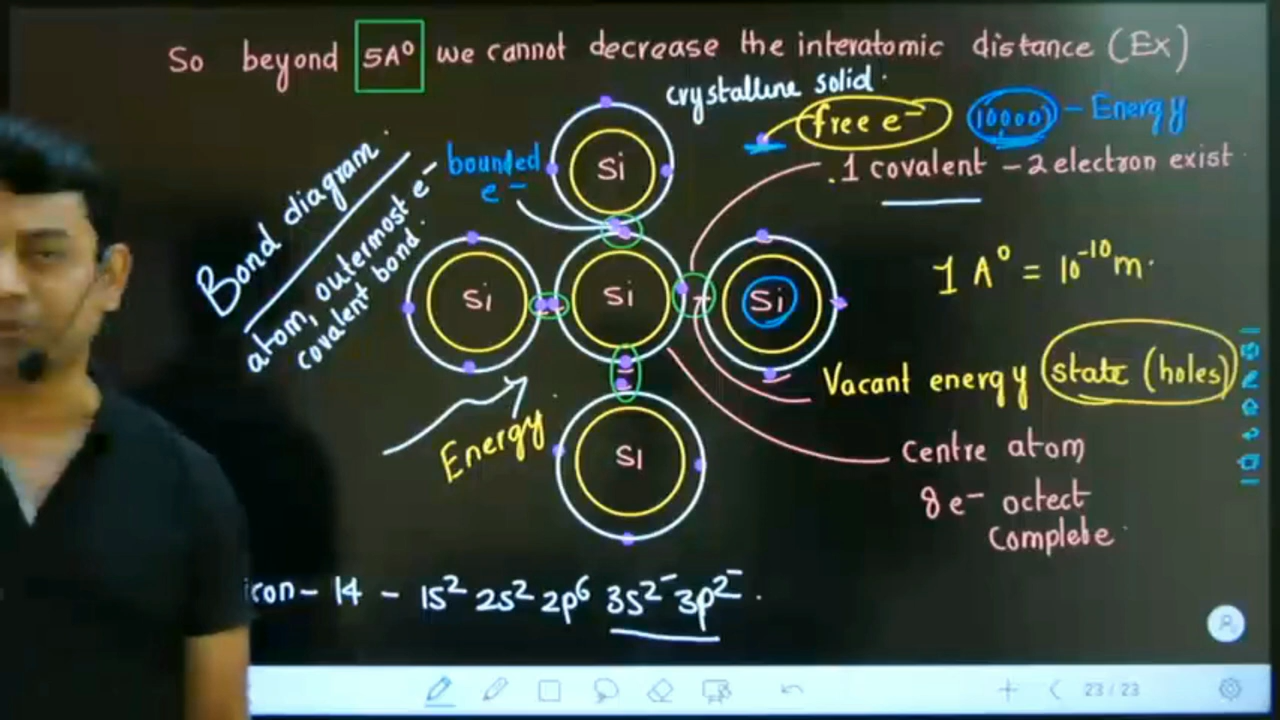 So beyond 5A° we cannot decrease the interatomic distance (Ex)
crystalline solid.
free e⁻ 10000 - Energy
.1 covalent - 2 electron exist
Bond diagram
atom, outermost e⁻
covalent bond.
bounded
e⁻
Si
Si
Si
Si
Si
1 A° = 10⁻¹⁰m.
Vacant energy state (holes)
Energy.
Centre atom
8 e⁻ octect
Complete.
icon - 14 - 1s² 2s² 2p⁶ 3s²⁻ 3p²⁻.
23/23